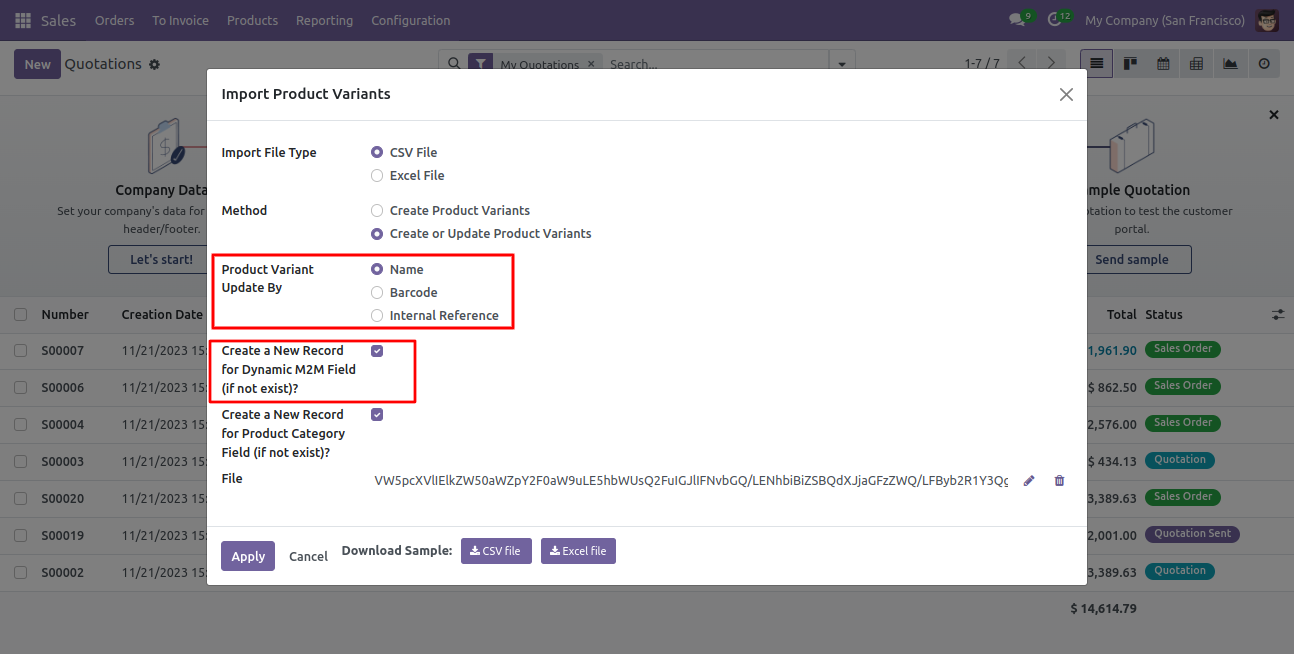 Sales Orders To Invoice Products Reporting Configuration 9 12 My Company (San Francisco)
New Quotations My Quotations × Search... 1-7 / 7
Import Product Variants
Import File Type CSV File
Excel File
Method Create Product Variants
Create or Update Product Variants
Product Variant
Update By
Name
Barcode
Internal Reference
Create a New Record
for Dynamic M2M Field
(if not exist)?
Create a New Record
for Product Category
Field (if not exist)?
File
Apply Cancel Download Sample: CSV file Excel file
Company Data
Set your company's data for
header/footer.
Let's start!
mple Quotation
otation to test the customer
portal.
Send sample
Number Creation Date Total Status
S00007 11/21/2023 15: 1,961.90 Sales Order
S00006 11/21/2023 15: $ 862.50 Sales Order
S00004 11/21/2023 15: 2,576.00 Sales Order
S00003 11/21/2023 15: $ 434.13 Quotation
S00020 11/21/2023 15: 3,389.63 Sales Order
S00019 11/21/2023 15: 2,001.00 Quotation Sent
S00002 11/21/2023 15: 3,389.63 Quotation
$ 14,614.79